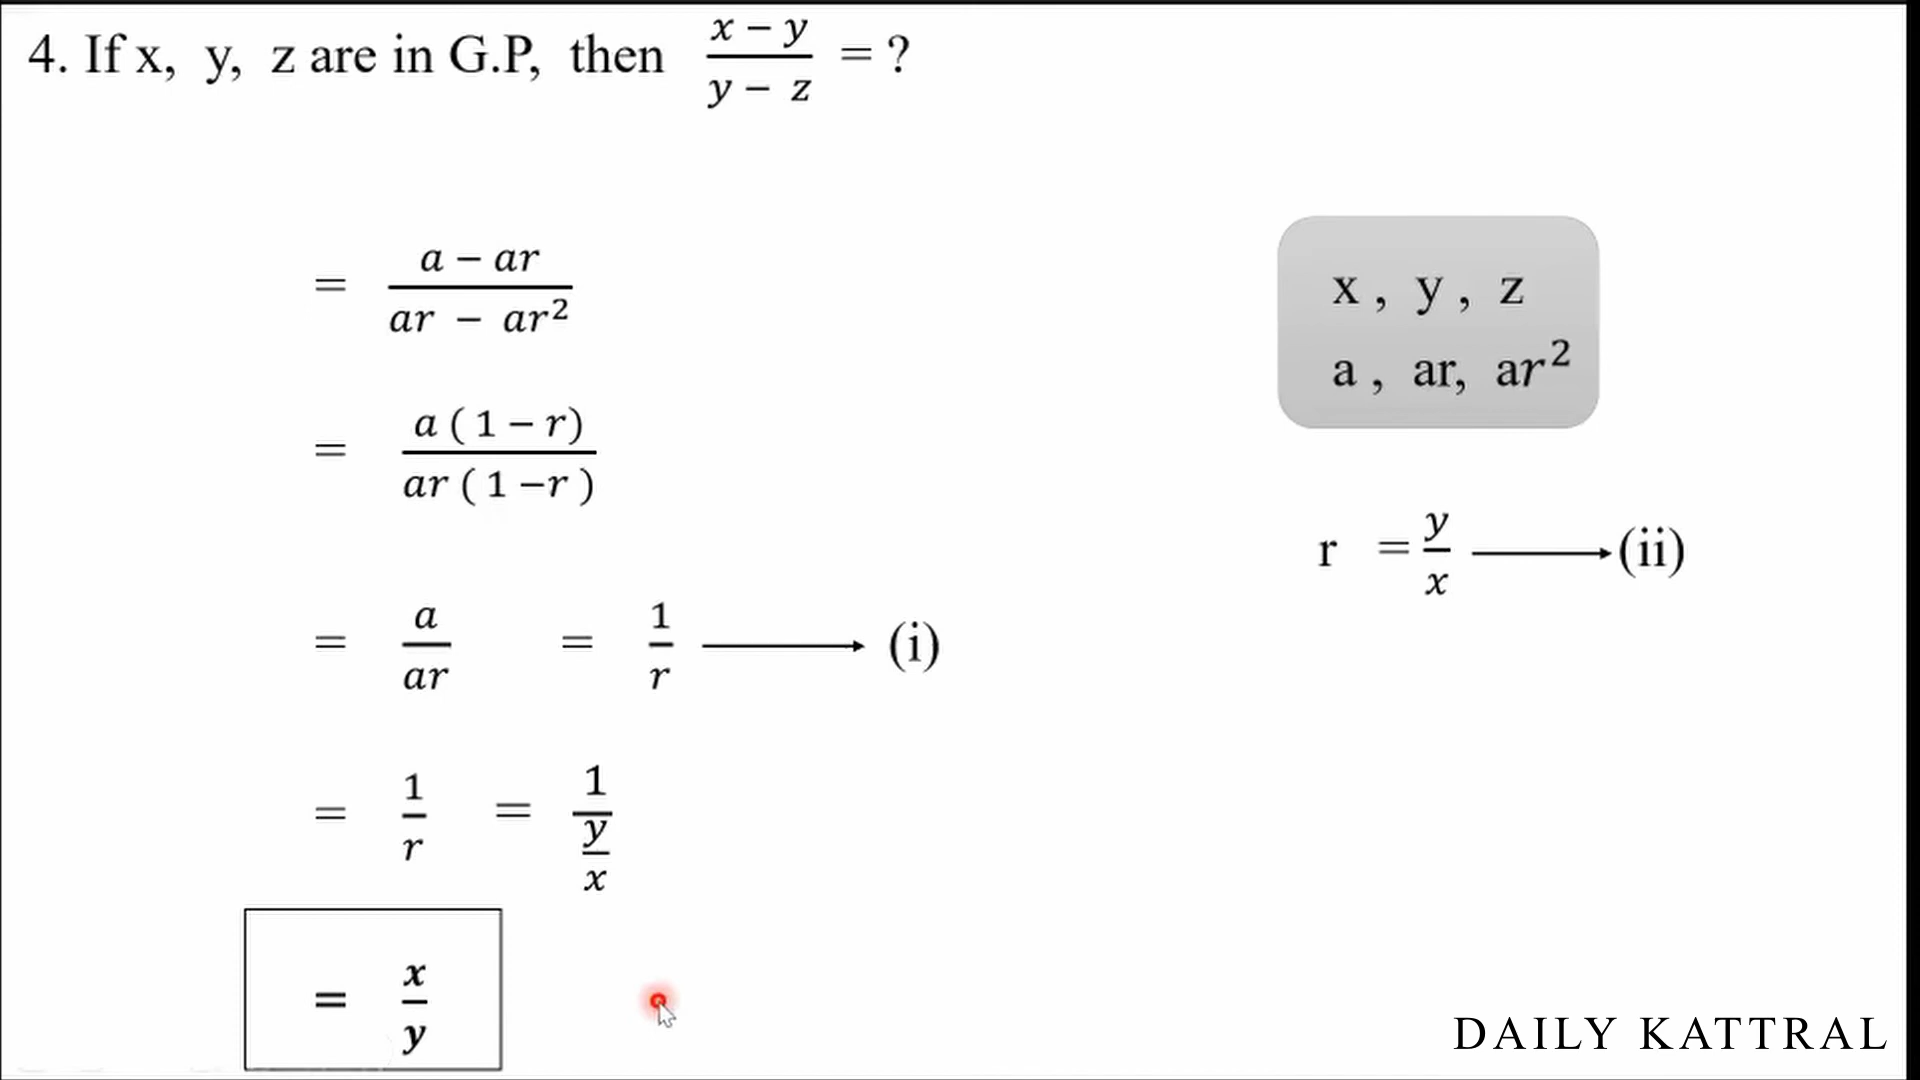 4. If x, y, z are in G.P, then (x − y)/(y − z) = ?
= (a − ar)/(ar − ar²)
= a ( 1 − r)/ar ( 1 −r )
= a/ar = 1/r ⟶ (i)
= 1/r = 1/(y/x)
= x/y
x , y , z
a , ar, ar²
r = y/x ⟶ (ii)
DAILY KATTRAL